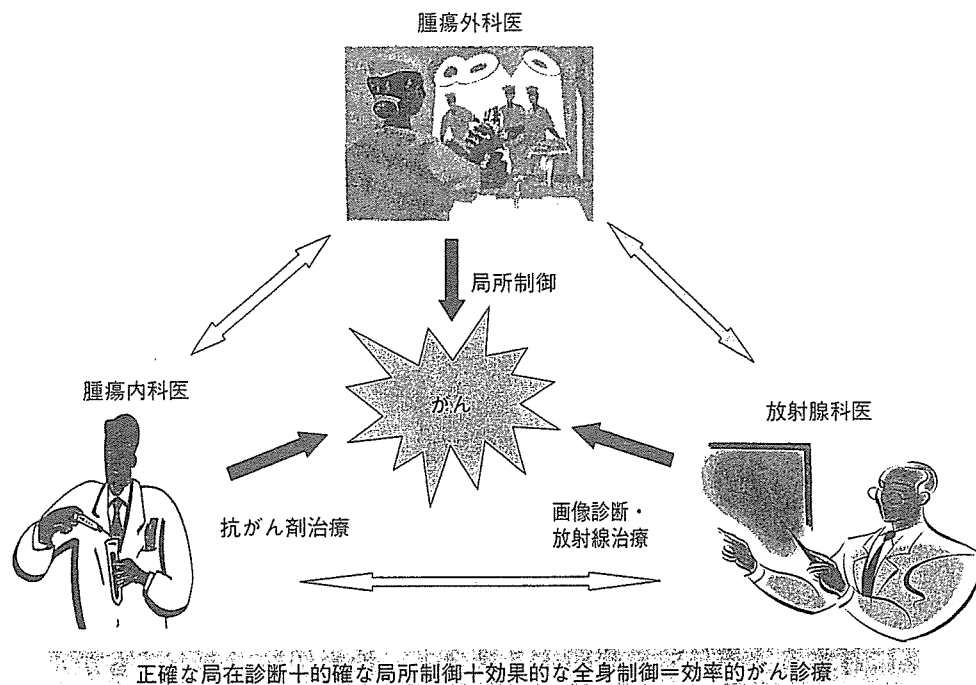 腫瘍外科医
局所制御
腫瘍内科医
がん
放射腺科医
抗がん剤治療
画像診断・
放射線治療
正確な局在診断＋的確な局所制御＋効果的な全身制御＝効率的がん診療